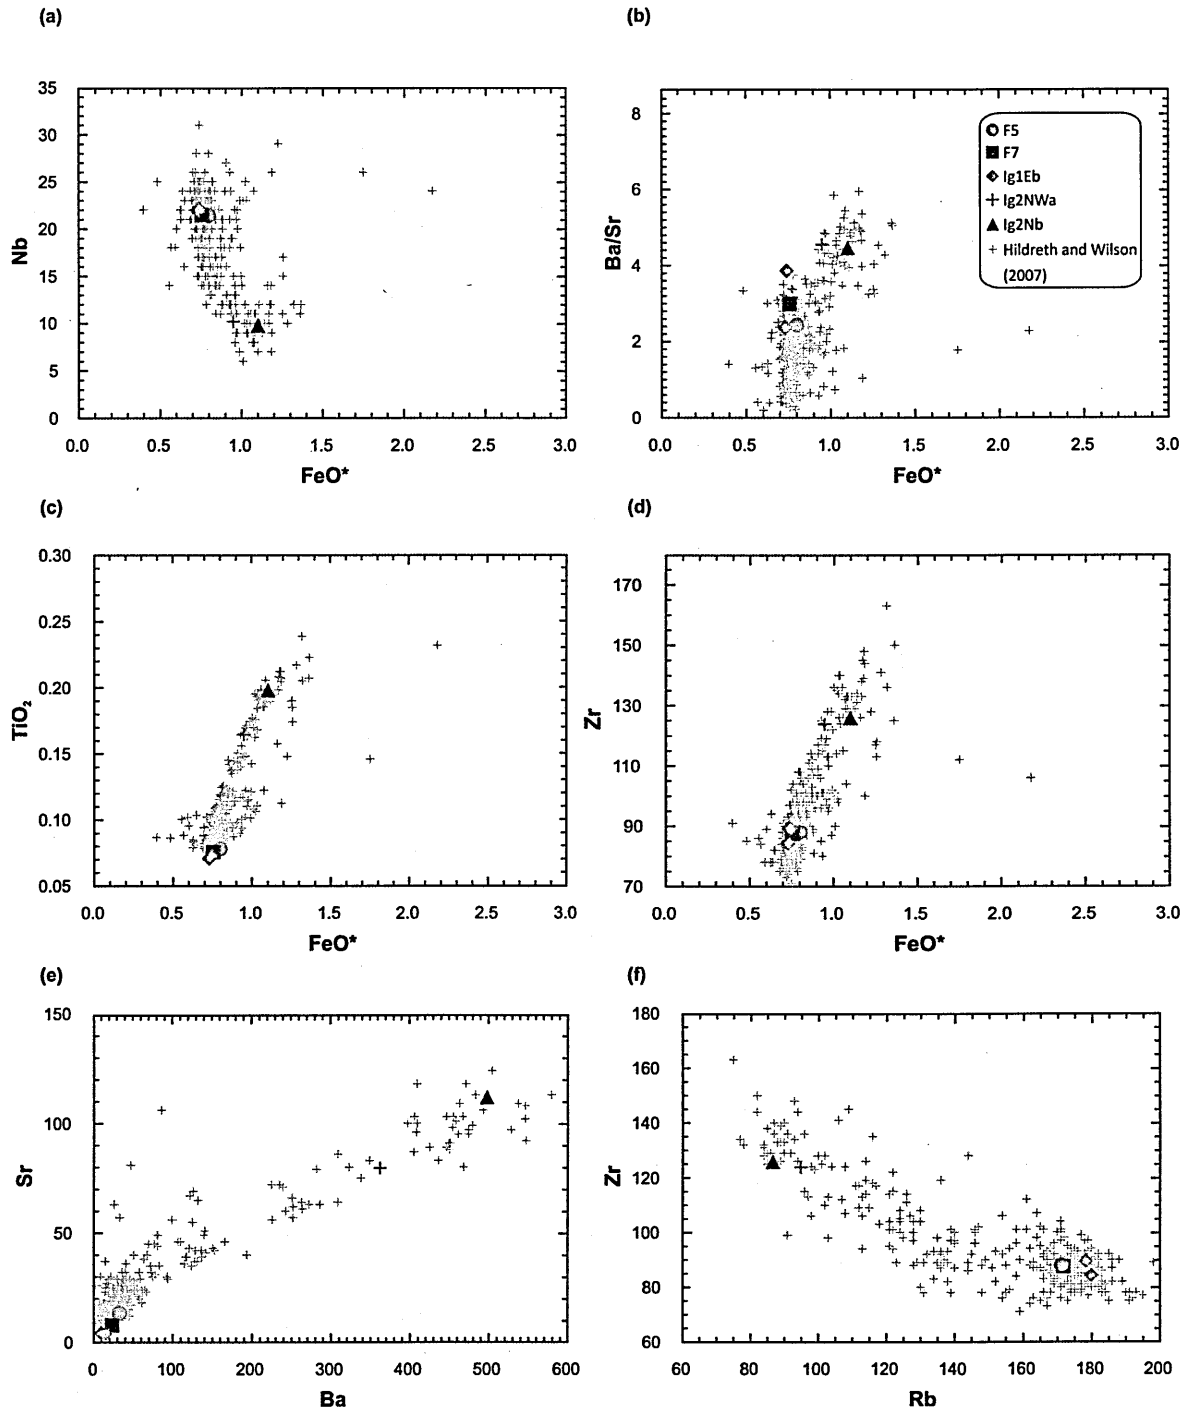 (a)
(b)
35
30
25
20
15
10
5
0
Nb
0.0 0.5 1.0 1.5 2.0 2.5 3.0
FeO*
8
6
4
2
0
Ba/Sr
0.0 0.5 1.0 1.5 2.0 2.5 3.0
FeO*
F5
F7
Ig1Eb
Ig2NWa
Ig2Nb
Hildreth and Wilson
(2007)
(c)
(d)
0.30
0.25
0.20
0.15
0.10
0.05
TiO₂
0.0 0.5 1.0 1.5 2.0 2.5 3.0
FeO*
170
150
130
110
90
70
Zr
0.0 0.5 1.0 1.5 2.0 2.5 3.0
FeO*
(e)
(f)
150
100
50
0
Sr
0 100 200 300 400 500 600
Ba
180
160
140
120
100
80
60
Zr
60 80 100 120 140 160 180 200
Rb